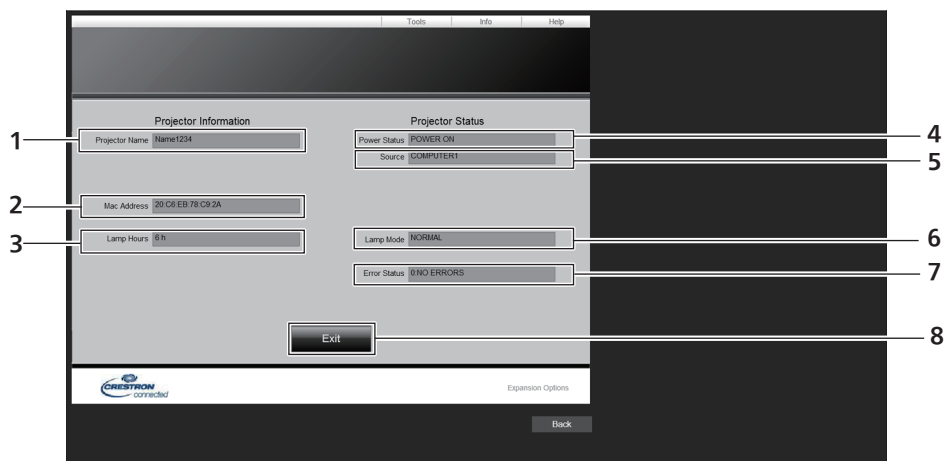 Tools Info Help
Projector Information
Projector Status
1 Projector Name Name1234
Power Status POWER ON 4
Source COMPUTER1 5
2 Mac Address 20:C6:EB:78:C9:2A
3 Lamp Hours 6 h
Lamp Mode NORMAL 6
Error Status 0:NO ERRORS 7
Exit 8
CRESTRON
connected
Expansion Options
Back